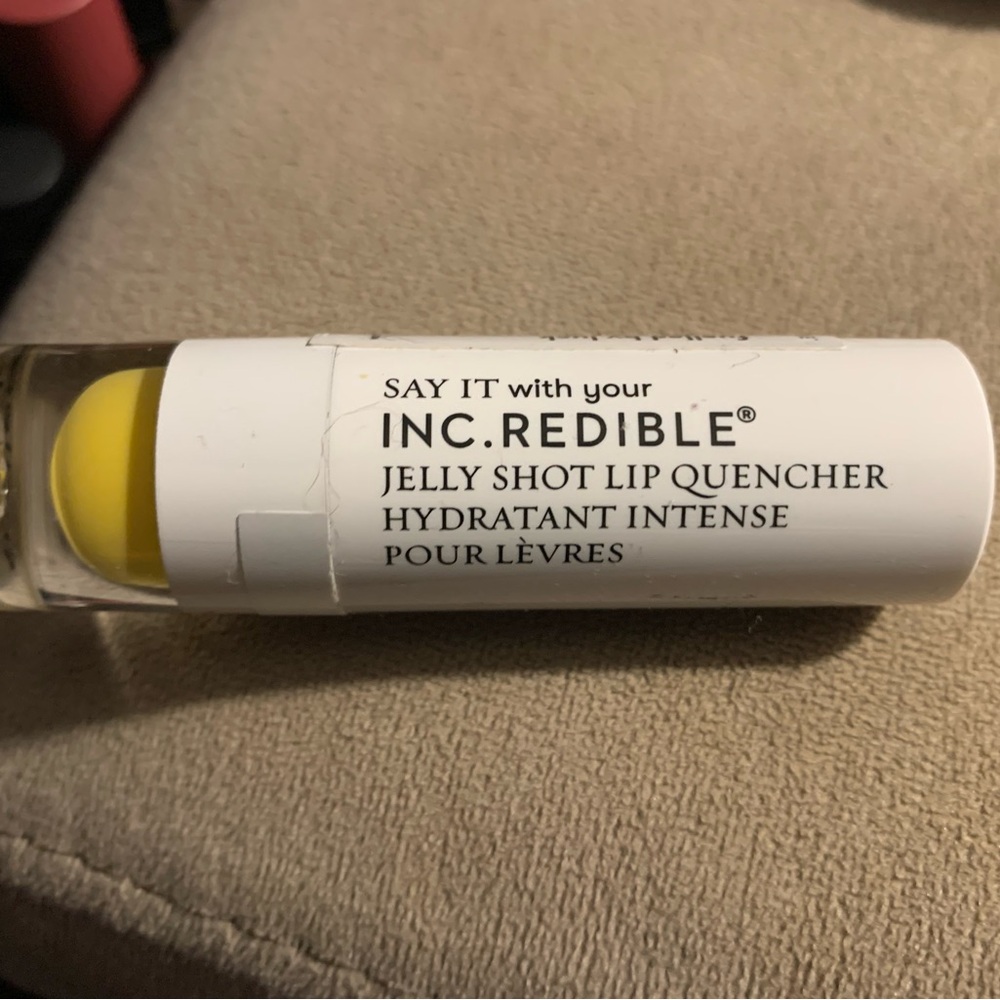 SAY IT with your
INC.REDIBLE®
JELLY SHOT LIP QUENCHER
HYDRATANT INTENSE
POUR LÈVRES